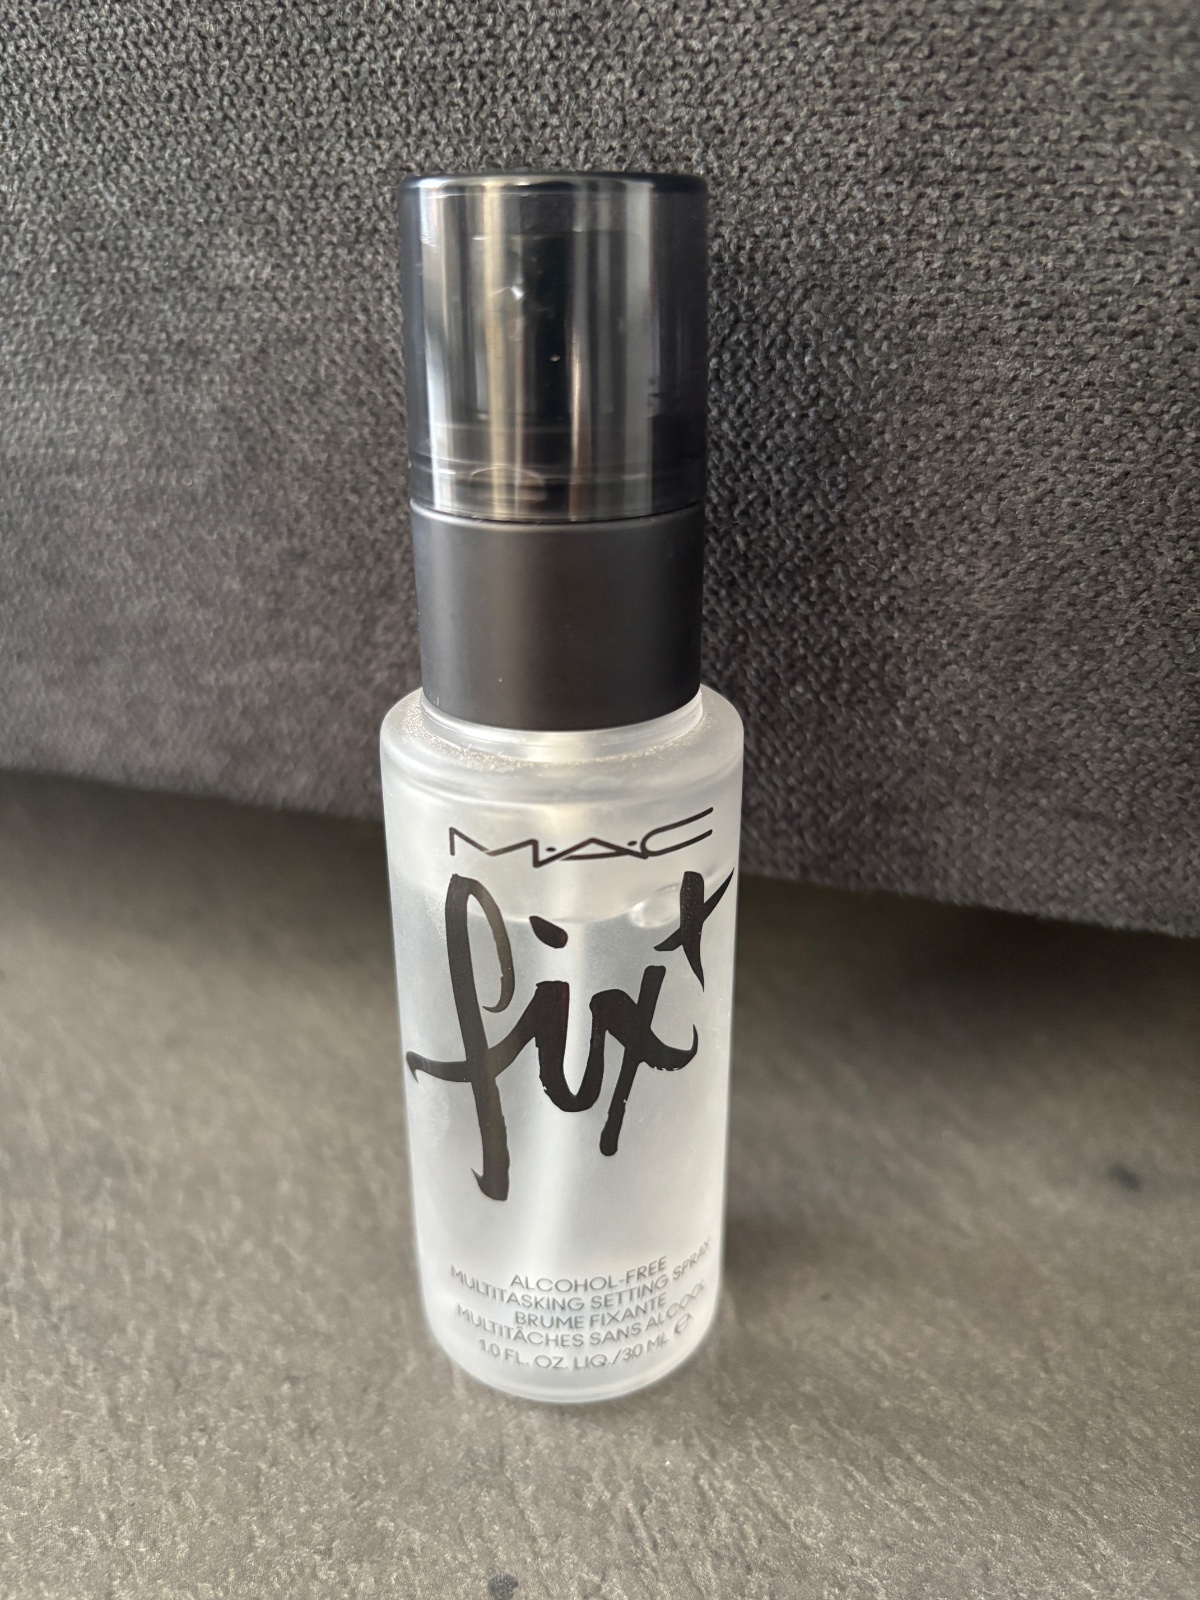 M·A·C
fix+
ALCOHOL-FREE
MULTITASKING SETTING SPRAY
BRUME FIXANTE
MULTITÂCHES SANS ALCOOL
1.0 FL. OZ. LIQ./30 ML ℮